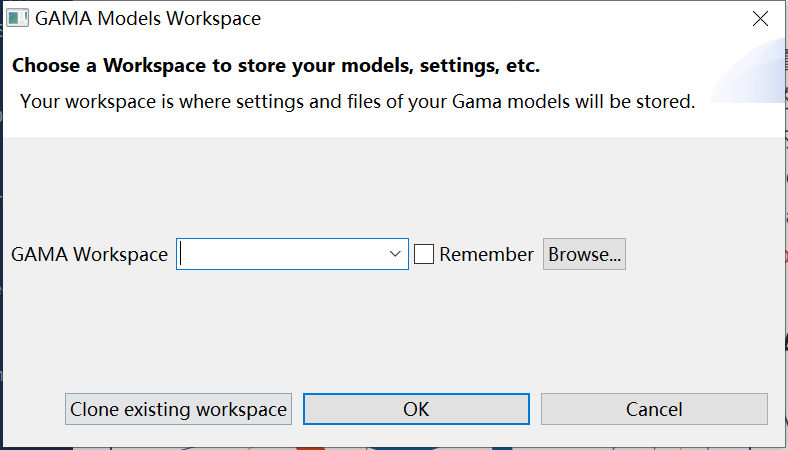 GAMA Models Workspace
Choose a Workspace to store your models, settings, etc.
Your workspace is where settings and files of your Gama models will be stored.
GAMA Workspace Remember Browse...
Clone existing workspace OK Cancel